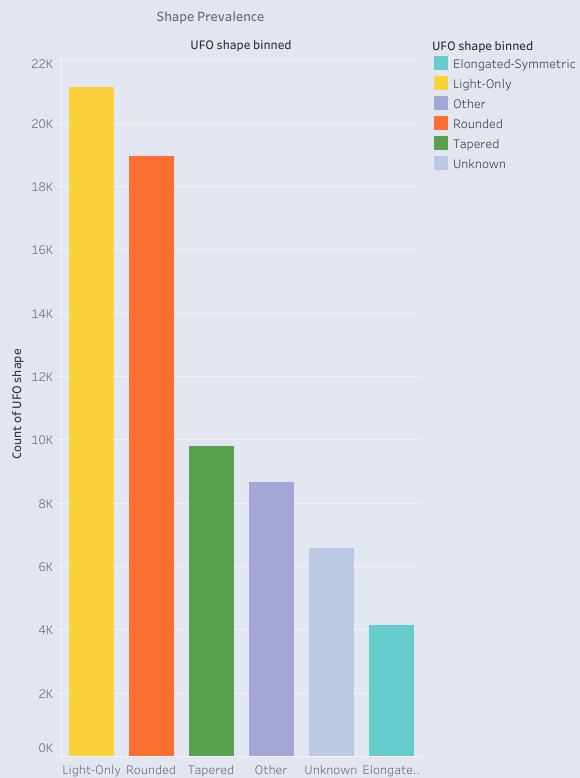 Shape Prevalence
UFO shape binned
UFO shape binned
Elongated-Symmetric
Light-Only
Other
Rounded
Tapered
Unknown
22K
20K
18K
16K
14K
12K
10K
8K
6K
4K
2K
0K
Count of UFO shape
Light-Only Rounded Tapered Other Unknown Elongate..